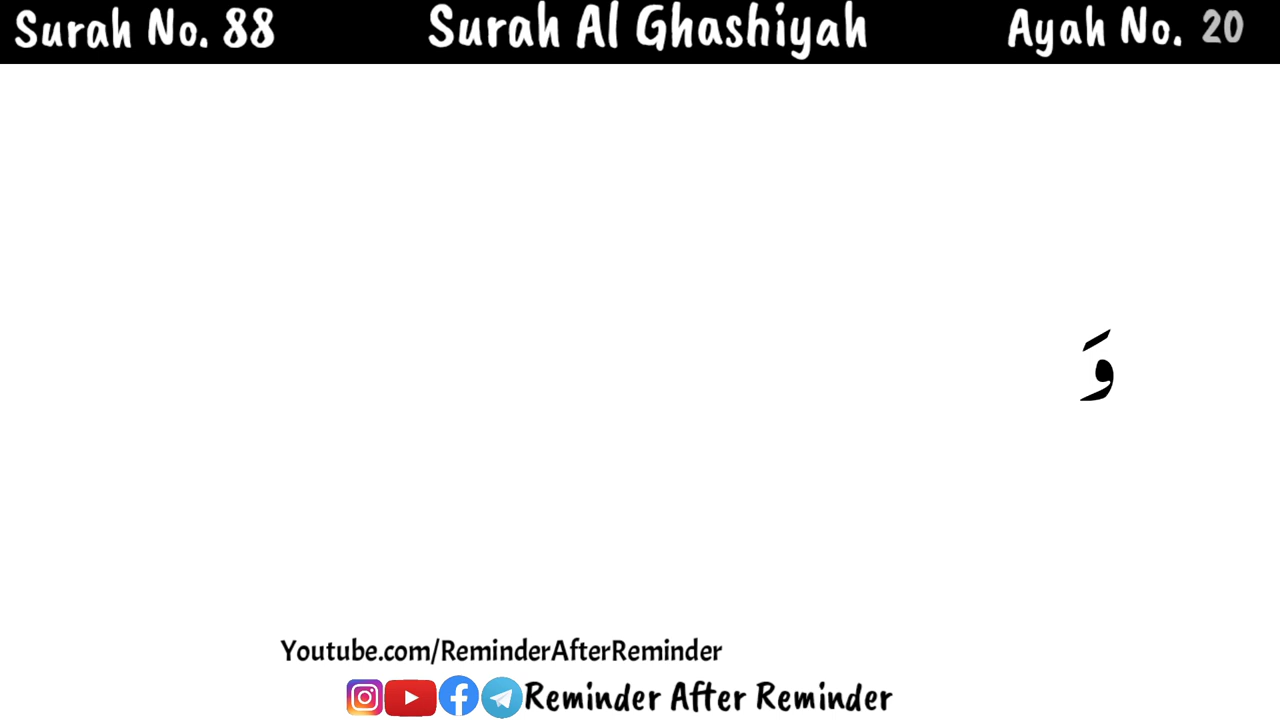 Surah No. 88 Surah Al Ghashiyah Ayah No. 20
وَ
Youtube.com/ReminderAfterReminder
Reminder After Reminder